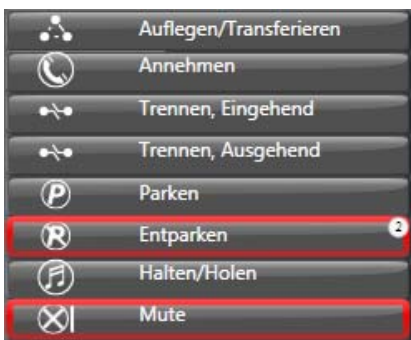 Auflegen/Transferieren
Annehmen
Trennen, Eingehend
Trennen, Ausgehend
P Parken
R Entparken 2
Halten/Holen
Mute